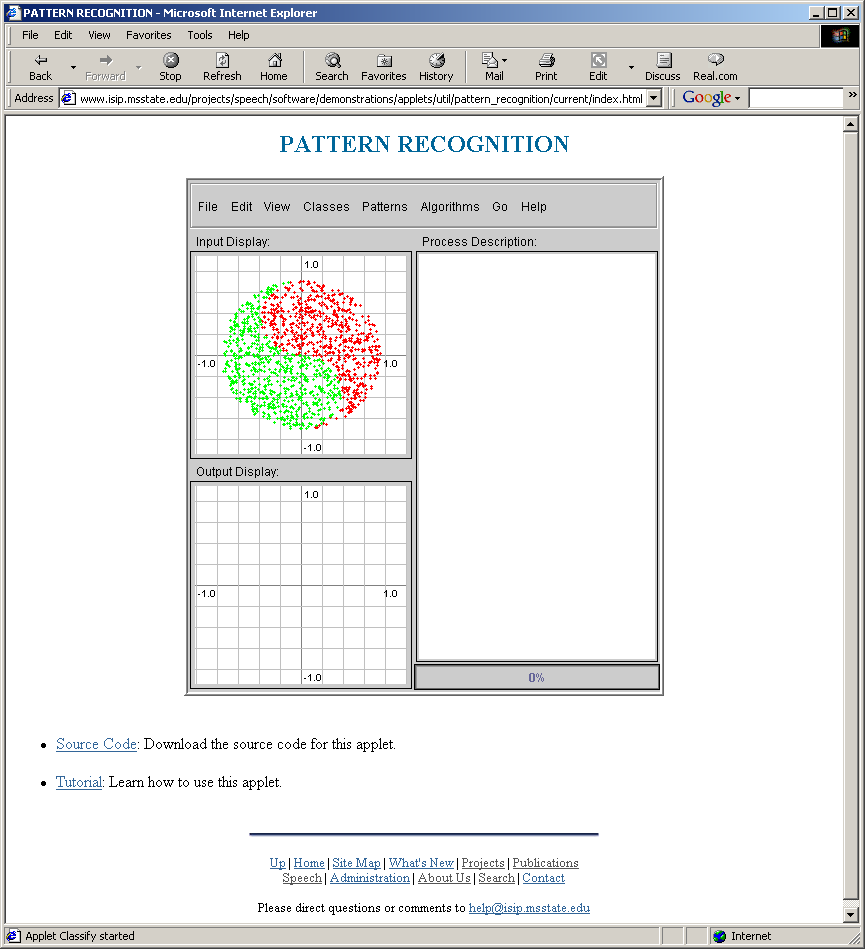 PATTERN RECOGNITION - Microsoft Internet Explorer
File Edit View Favorites Tools Help
Back Forward Stop Refresh Home Search Favorites History Mail Print Edit Discuss Real.com
Address www.isip.msstate.edu/projects/speech/software/demonstrations/applets/util/pattern_recognition/current/index.html Google »
PATTERN RECOGNITION
File Edit View Classes Patterns Algorithms Go Help
Input Display: Process Description:
1.0
-1.0 1.0
-1.0
Output Display:
1.0
-1.0 1.0
-1.0
0%
• Source Code: Download the source code for this applet.
• Tutorial: Learn how to use this applet.
Up | Home | Site Map | What's New | Projects | Publications
Speech | Administration | About Us | Search | Contact
Please direct questions or comments to help@isip.msstate.edu
Applet Classify started Internet